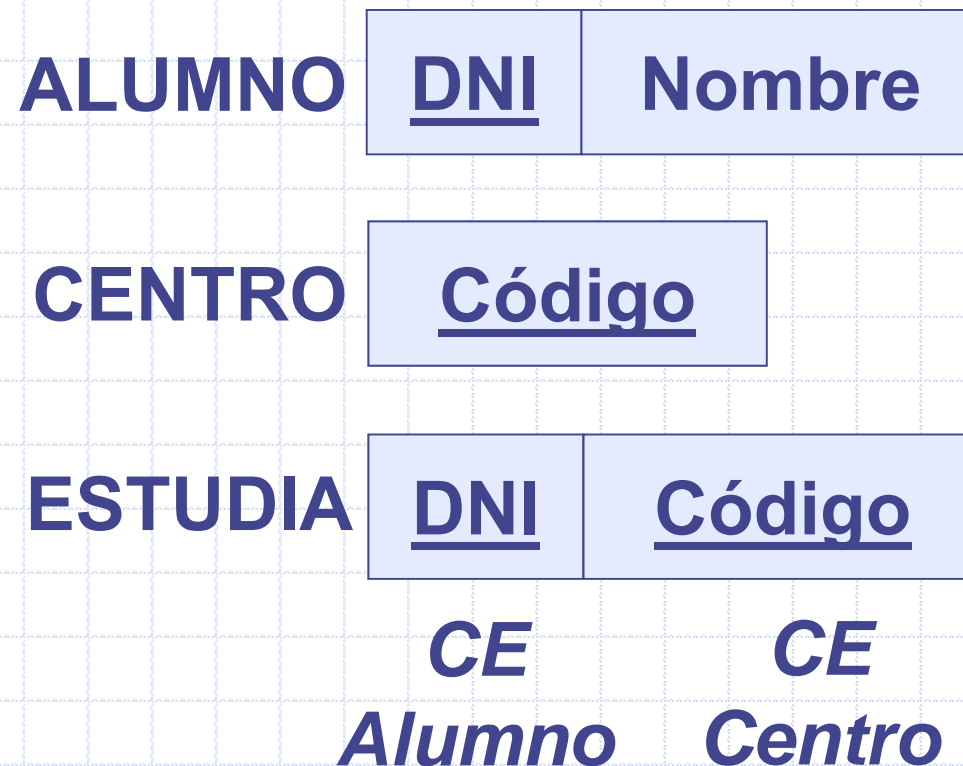 ALUMNO DNI Nombre
CENTRO Código
ESTUDIA DNI Código
CE CE
Alumno Centro